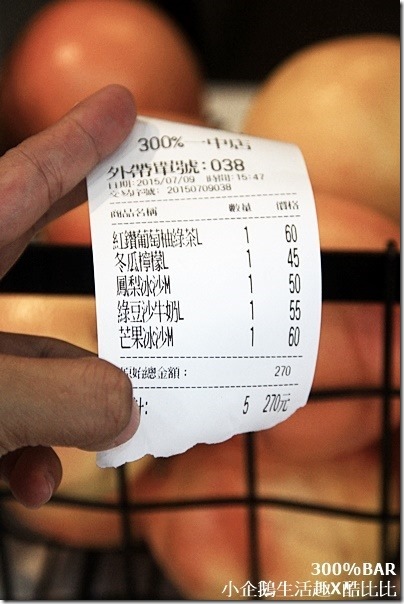 300% 一中店
外帶單號:038
日期:2015/07/09 時間:15:47
交易序號: 20150709038
商品名稱 數量 價格
紅鑽葡萄柚綠茶L 1 60
冬瓜檸檬L 1 45
鳳梨冰沙M 1 50
綠豆沙牛奶L 1 55
芒果冰沙M 1 60
總金額: 270
計: 5 270元
300%BAR
小企鵝生活趣X酷比比